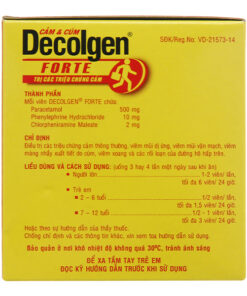 CẢM & CÚM
Decolgen®
FORTE
TRỊ CÁC TRIỆU CHỨNG CẢM
SĐK/Reg.No: VD-21573-14
THÀNH PHẦN
Mỗi viên DECOLGEN® FORTE chứa:
Paracetamol 500 mg
Phenylephrine Hydrochloride 10 mg
Chlorpheniramine Maleate 2 mg
CHỈ ĐỊNH
Điều trị các triệu chứng cảm thông thường, viêm mũi dị ứng, viêm mũi vận mạch, viêm
màng nhầy xuất tiết do cúm, viêm xoang và các rối loạn của đường hô hấp trên.
LIỀU DÙNG VÀ CÁCH SỬ DỤNG: (uống 3 hay 4 lần một ngày sau bữa ăn)
• Người lớn 1-2 viên/ lần,
tối đa 6 viên/ 24 giờ.
• Trẻ em
° 2 - 6 tuổi 1/2 viên/ lần,
tối đa 1,5 viên/ 24 giờ.
° 7 - 12 tuổi 1/2 - 1 viên/ lần,
tối đa 3 viên/ 24 giờ.
Hoặc theo sự hướng dẫn của thầy thuốc.
Chống chỉ định và các thông tin khác, xin xem toa hướng dẫn sử dụng.
Bảo quản ở nơi khô nhiệt độ không quá 30°C, tránh ánh sáng
ĐỂ XA TẦM TAY TRẺ EM
ĐỌC KỸ HƯỚNG DẪN TRƯỚC KHI SỬ DỤNG